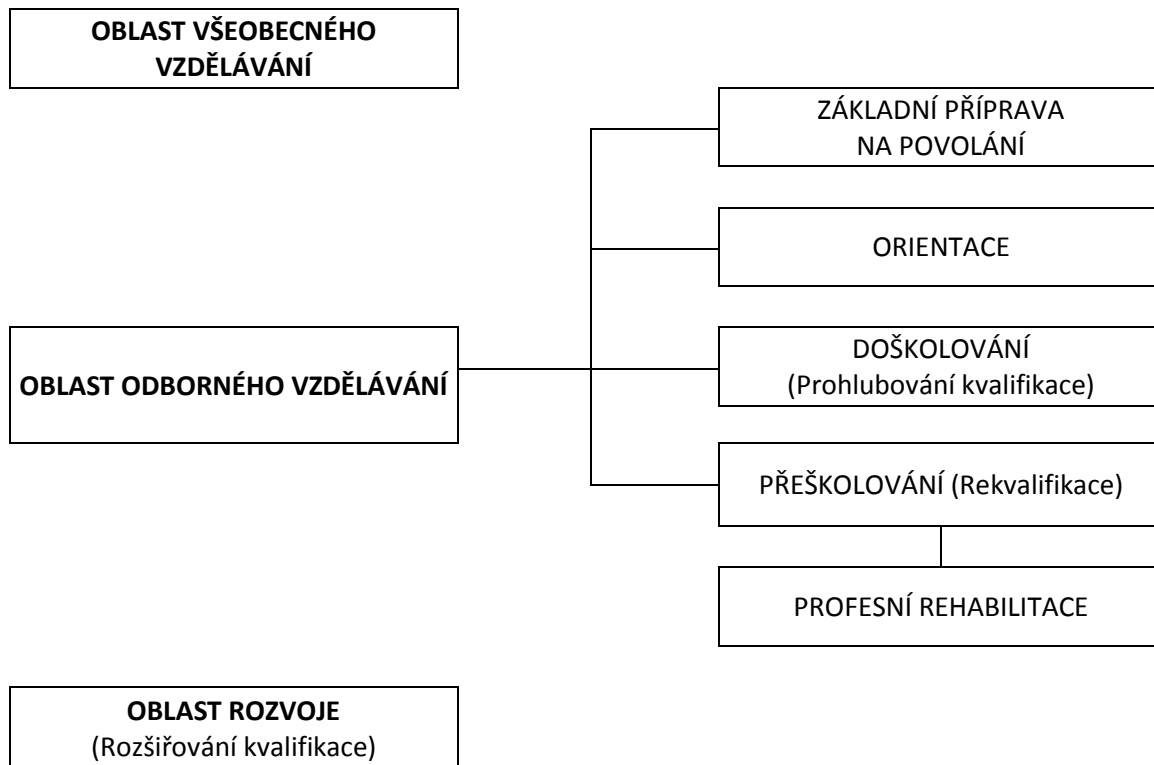 OBLAST VŠEOBECNÉHO
VZDĚLÁVÁNÍ
ZÁKLADNÍ PŘÍPRAVA
NA POVOLÁNÍ
ORIENTACE
OBLAST ODBORNÉHO VZDĚLÁVÁNÍ
DOŠKOLOVÁNÍ
(Prohlubování kvalifikace)
PŘEŠKOLOVÁNÍ (Rekvalifikace)
PROFESNÍ REHABILITACE
OBLAST ROZVOJE
(Rozšiřování kvalifikace)